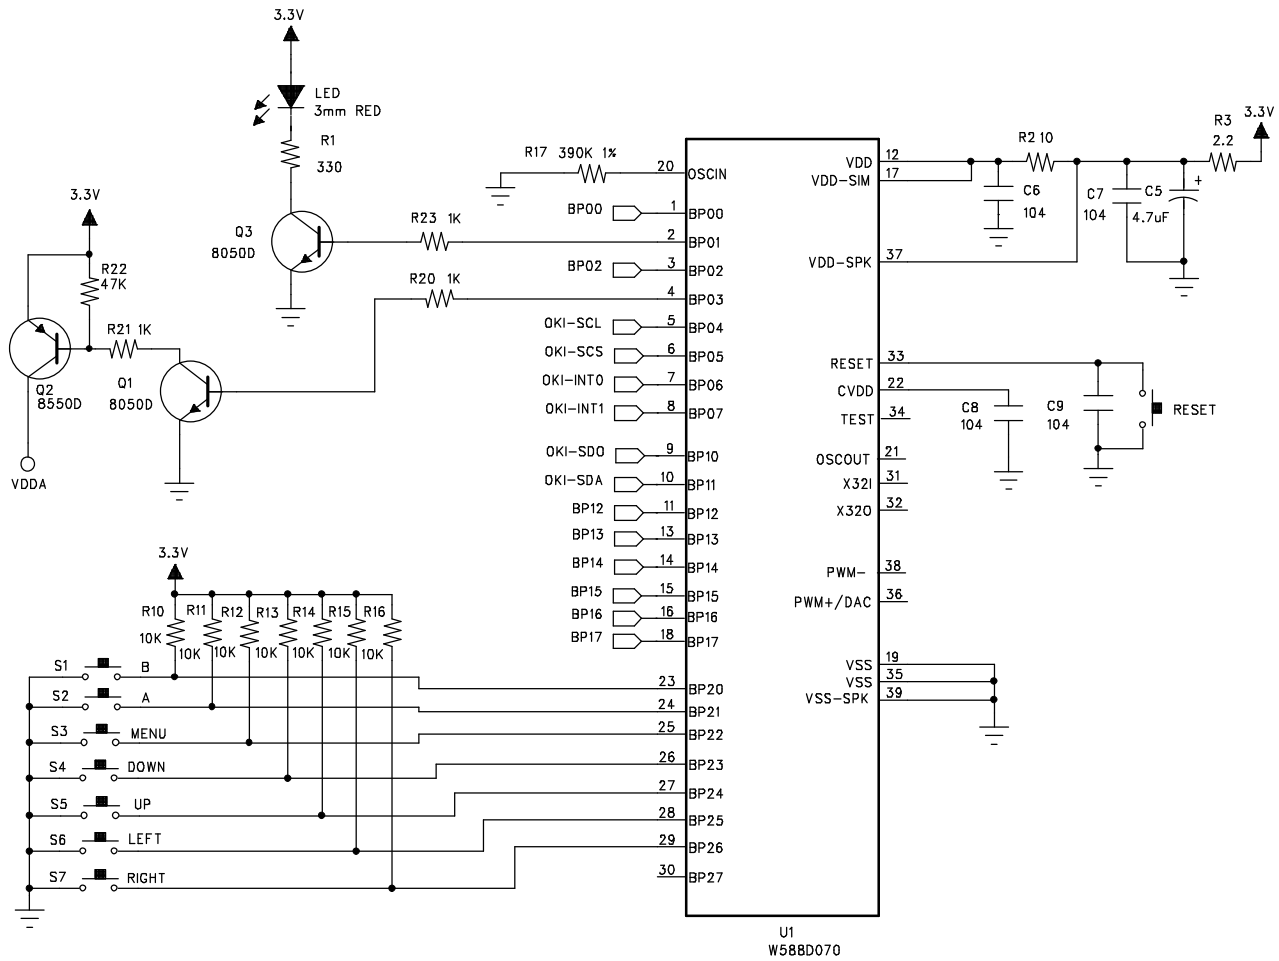 3.3V
LED
3mm RED
R1
330
3.3V
Q3
8050D
R22
47K
R21 1K
Q2
8550D
Q1
8050D
VDDA
R17 390K 1%
20 OSCIN
BP00 1 BP00
R23 1K 2 BP01
BP02 3 BP02
R20 1K 4 BP03
OKI-SCL 5 BP04
OKI-SCS 6 BP05
OKI-INT0 7 BP06
OKI-INT1 8 BP07
OKI-SDO 9 BP10
OKI-SDA 10 BP11
BP12 11 BP12
BP13 13 BP13
BP14 14 BP14
BP15 15 BP15
BP16 16 BP16
BP17 18 BP17
3.3V
R10 R11 R12 R13 R14 R15 R16
10K 10K 10K 10K 10K 10K 10K
S1 B 23 BP20
S2 A 24 BP21
S3 MENU 25 BP22
S4 DOWN 26 BP23
S5 UP 27 BP24
S6 LEFT 28 BP25
S7 RIGHT 29 BP26
30 BP27
VDD 12
VDD-SIM 17
R2 10
R3
2.2
3.3V
C6
104
C7
104
C5
+
4.7uF
VDD-SPK 37
RESET 33
CVDD 22
TEST 34
C8
104
C9
104
RESET
OSCOUT 21
X32I 31
X32O 32
PWM- 38
PWM+/DAC 36
VSS 19
VSS 35
VSS-SPK 39
U1
W588D070